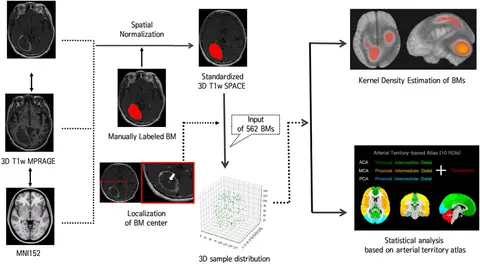 Spatial
Normalization
3D T1w MPRAGE
MNI152
Manually Labeled BM
Localization
of BM center
Standardized
3D T1w SPACE
Input
of 562 BMs
3D sample distribution
Kernel Density Estimation of BMs
Arterial Territory-based Atlas (10 ROIs)
ACA Proximal Intermediate Distal
MCA Proximal Intermediate Distal
PCA Proximal Intermediate Distal
+
Statistical analysis
based on arterial territory atlas